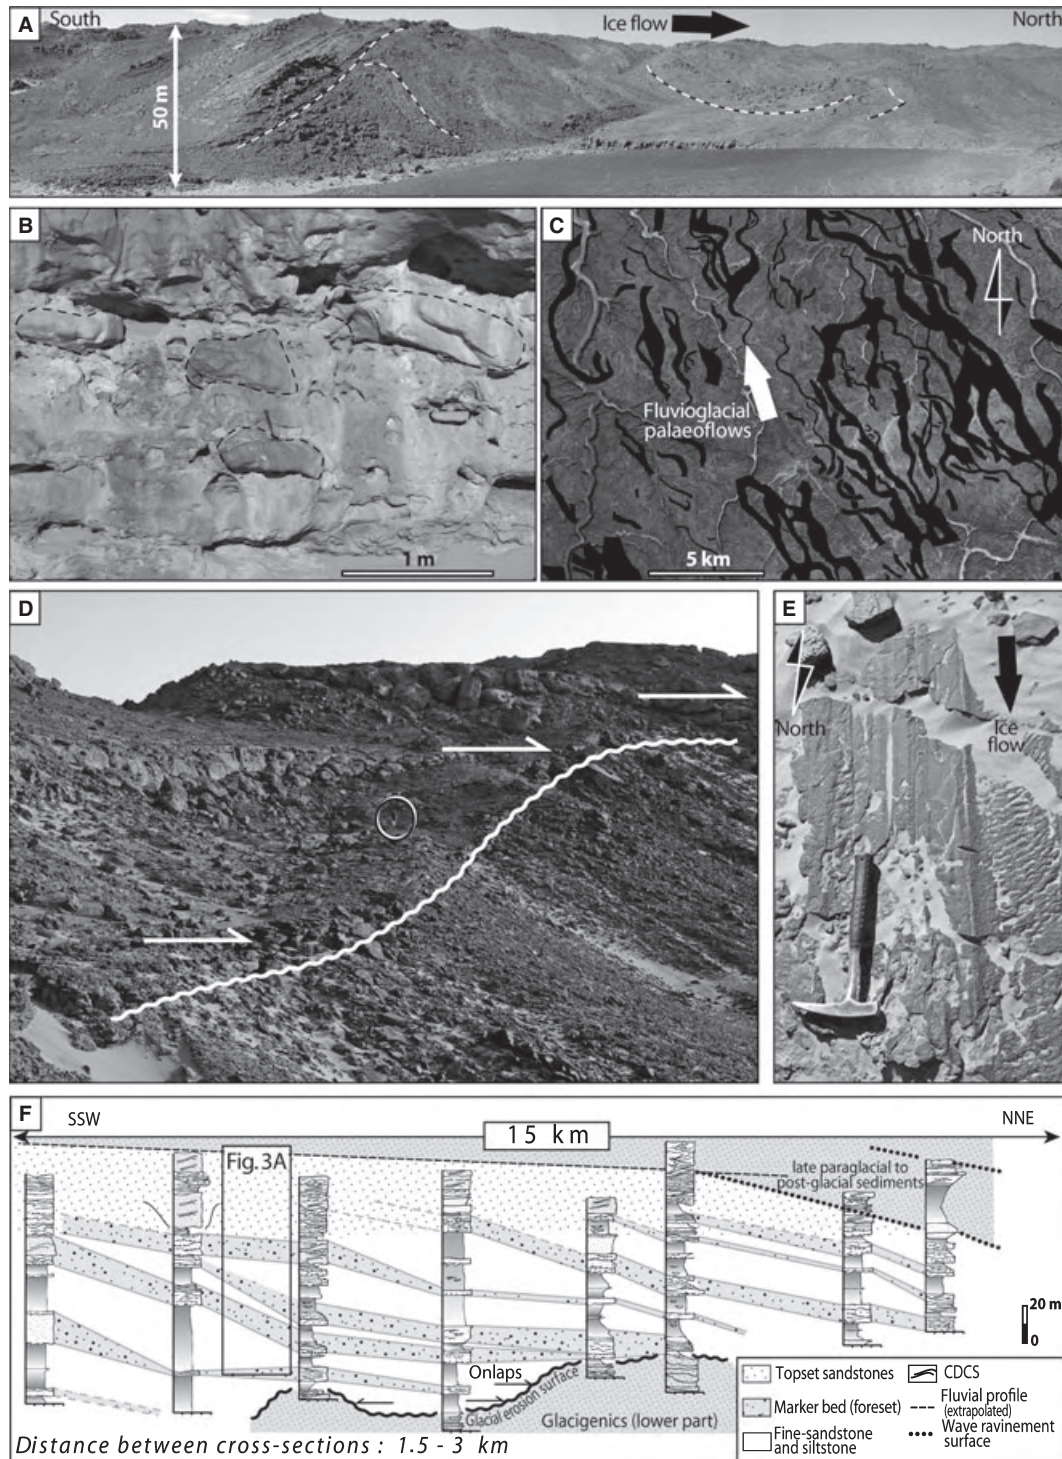 A
South
Ice flow
North
50 m
B
1 m
C
North
Fluvioglacial
palaeoflows
5 km
D
E
North
Ice
flow
F
SSW
15 km
NNE
Fig. 3A
late paraglacial to
post-glacial sediments
20 m
0
Onlaps
Glacial erosion surface
Glacigenics (lower part)
Distance between cross-sections : 1.5 - 3 km
Topset sandstones
CDCS
Marker bed (foreset)
Fluvial profile
(extrapolated)
Fine-sandstone
and siltstone
Wave ravinement
surface